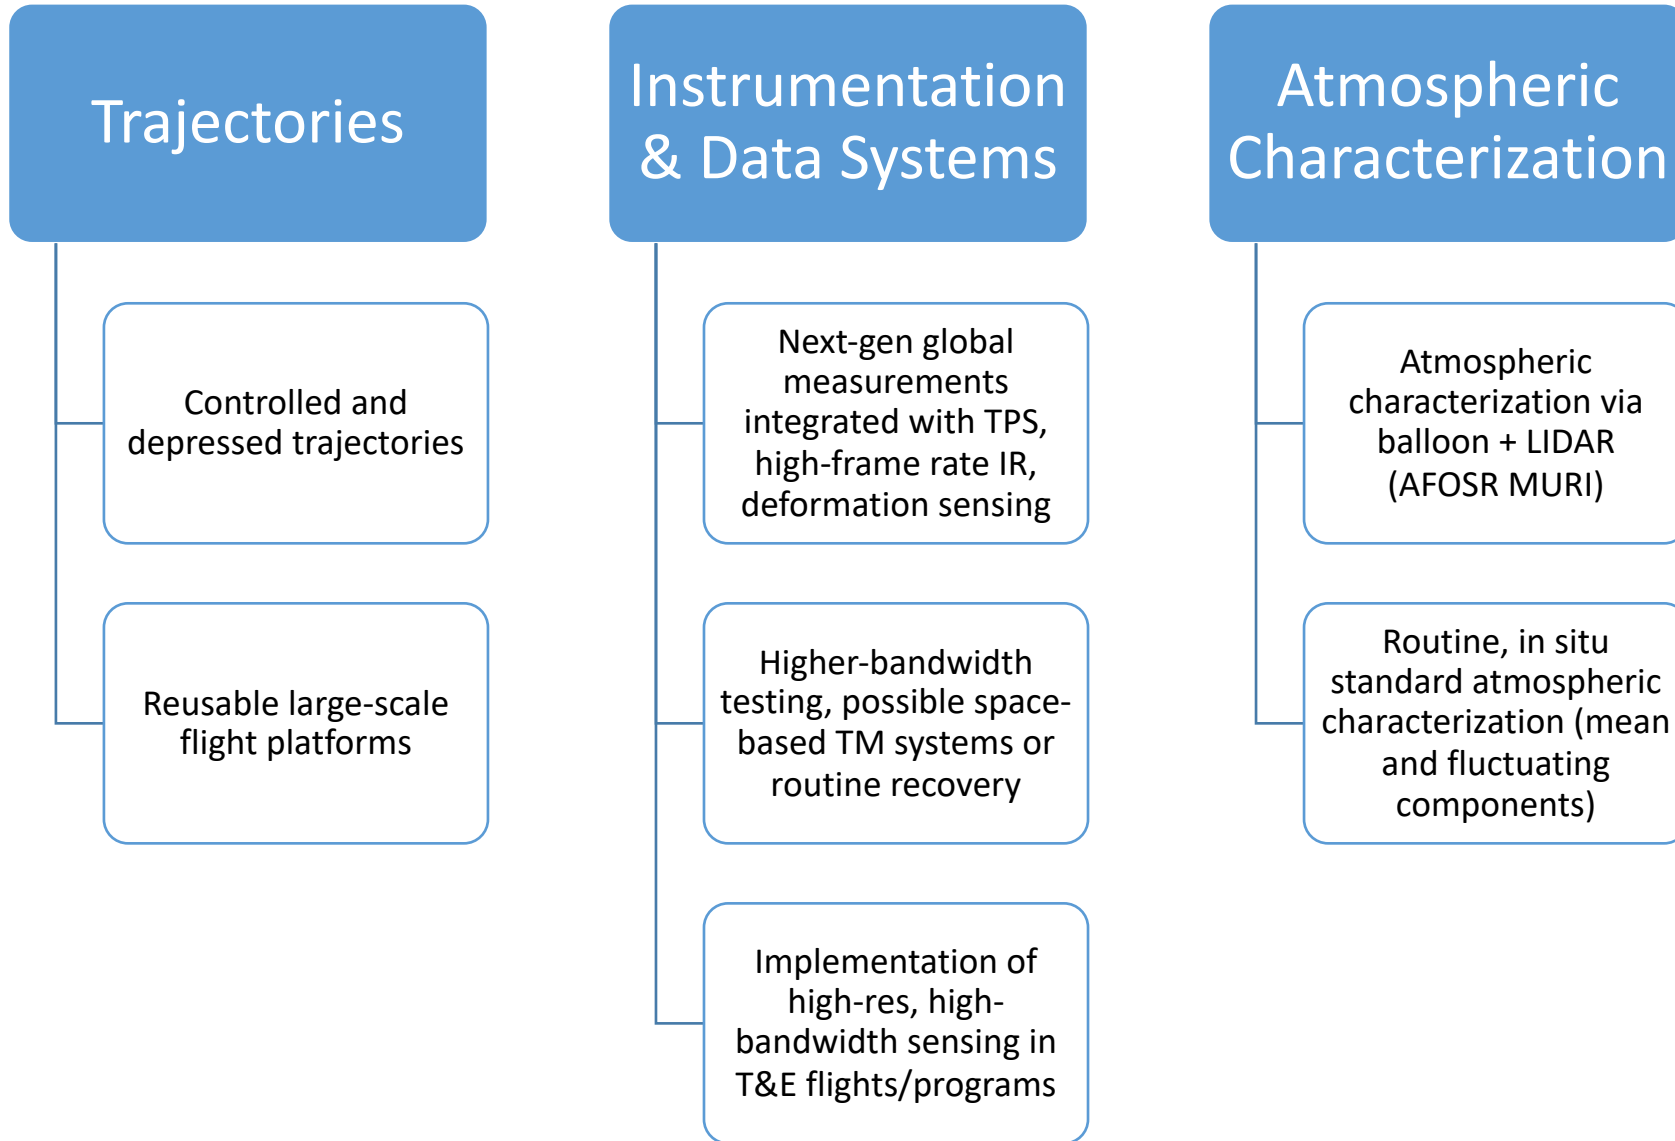 Trajectories
Controlled and
depressed trajectories
Reusable large-scale
flight platforms
Instrumentation
& Data Systems
Next-gen global
measurements
integrated with TPS,
high-frame rate IR,
deformation sensing
Higher-bandwidth
testing, possible space-
based TM systems or
routine recovery
Implementation of
high-res, high-
bandwidth sensing in
T&E flights/programs
Atmospheric
Characterization
Atmospheric
characterization via
balloon + LIDAR
(AFOSR MURI)
Routine, in situ
standard atmospheric
characterization (mean
and fluctuating
components)